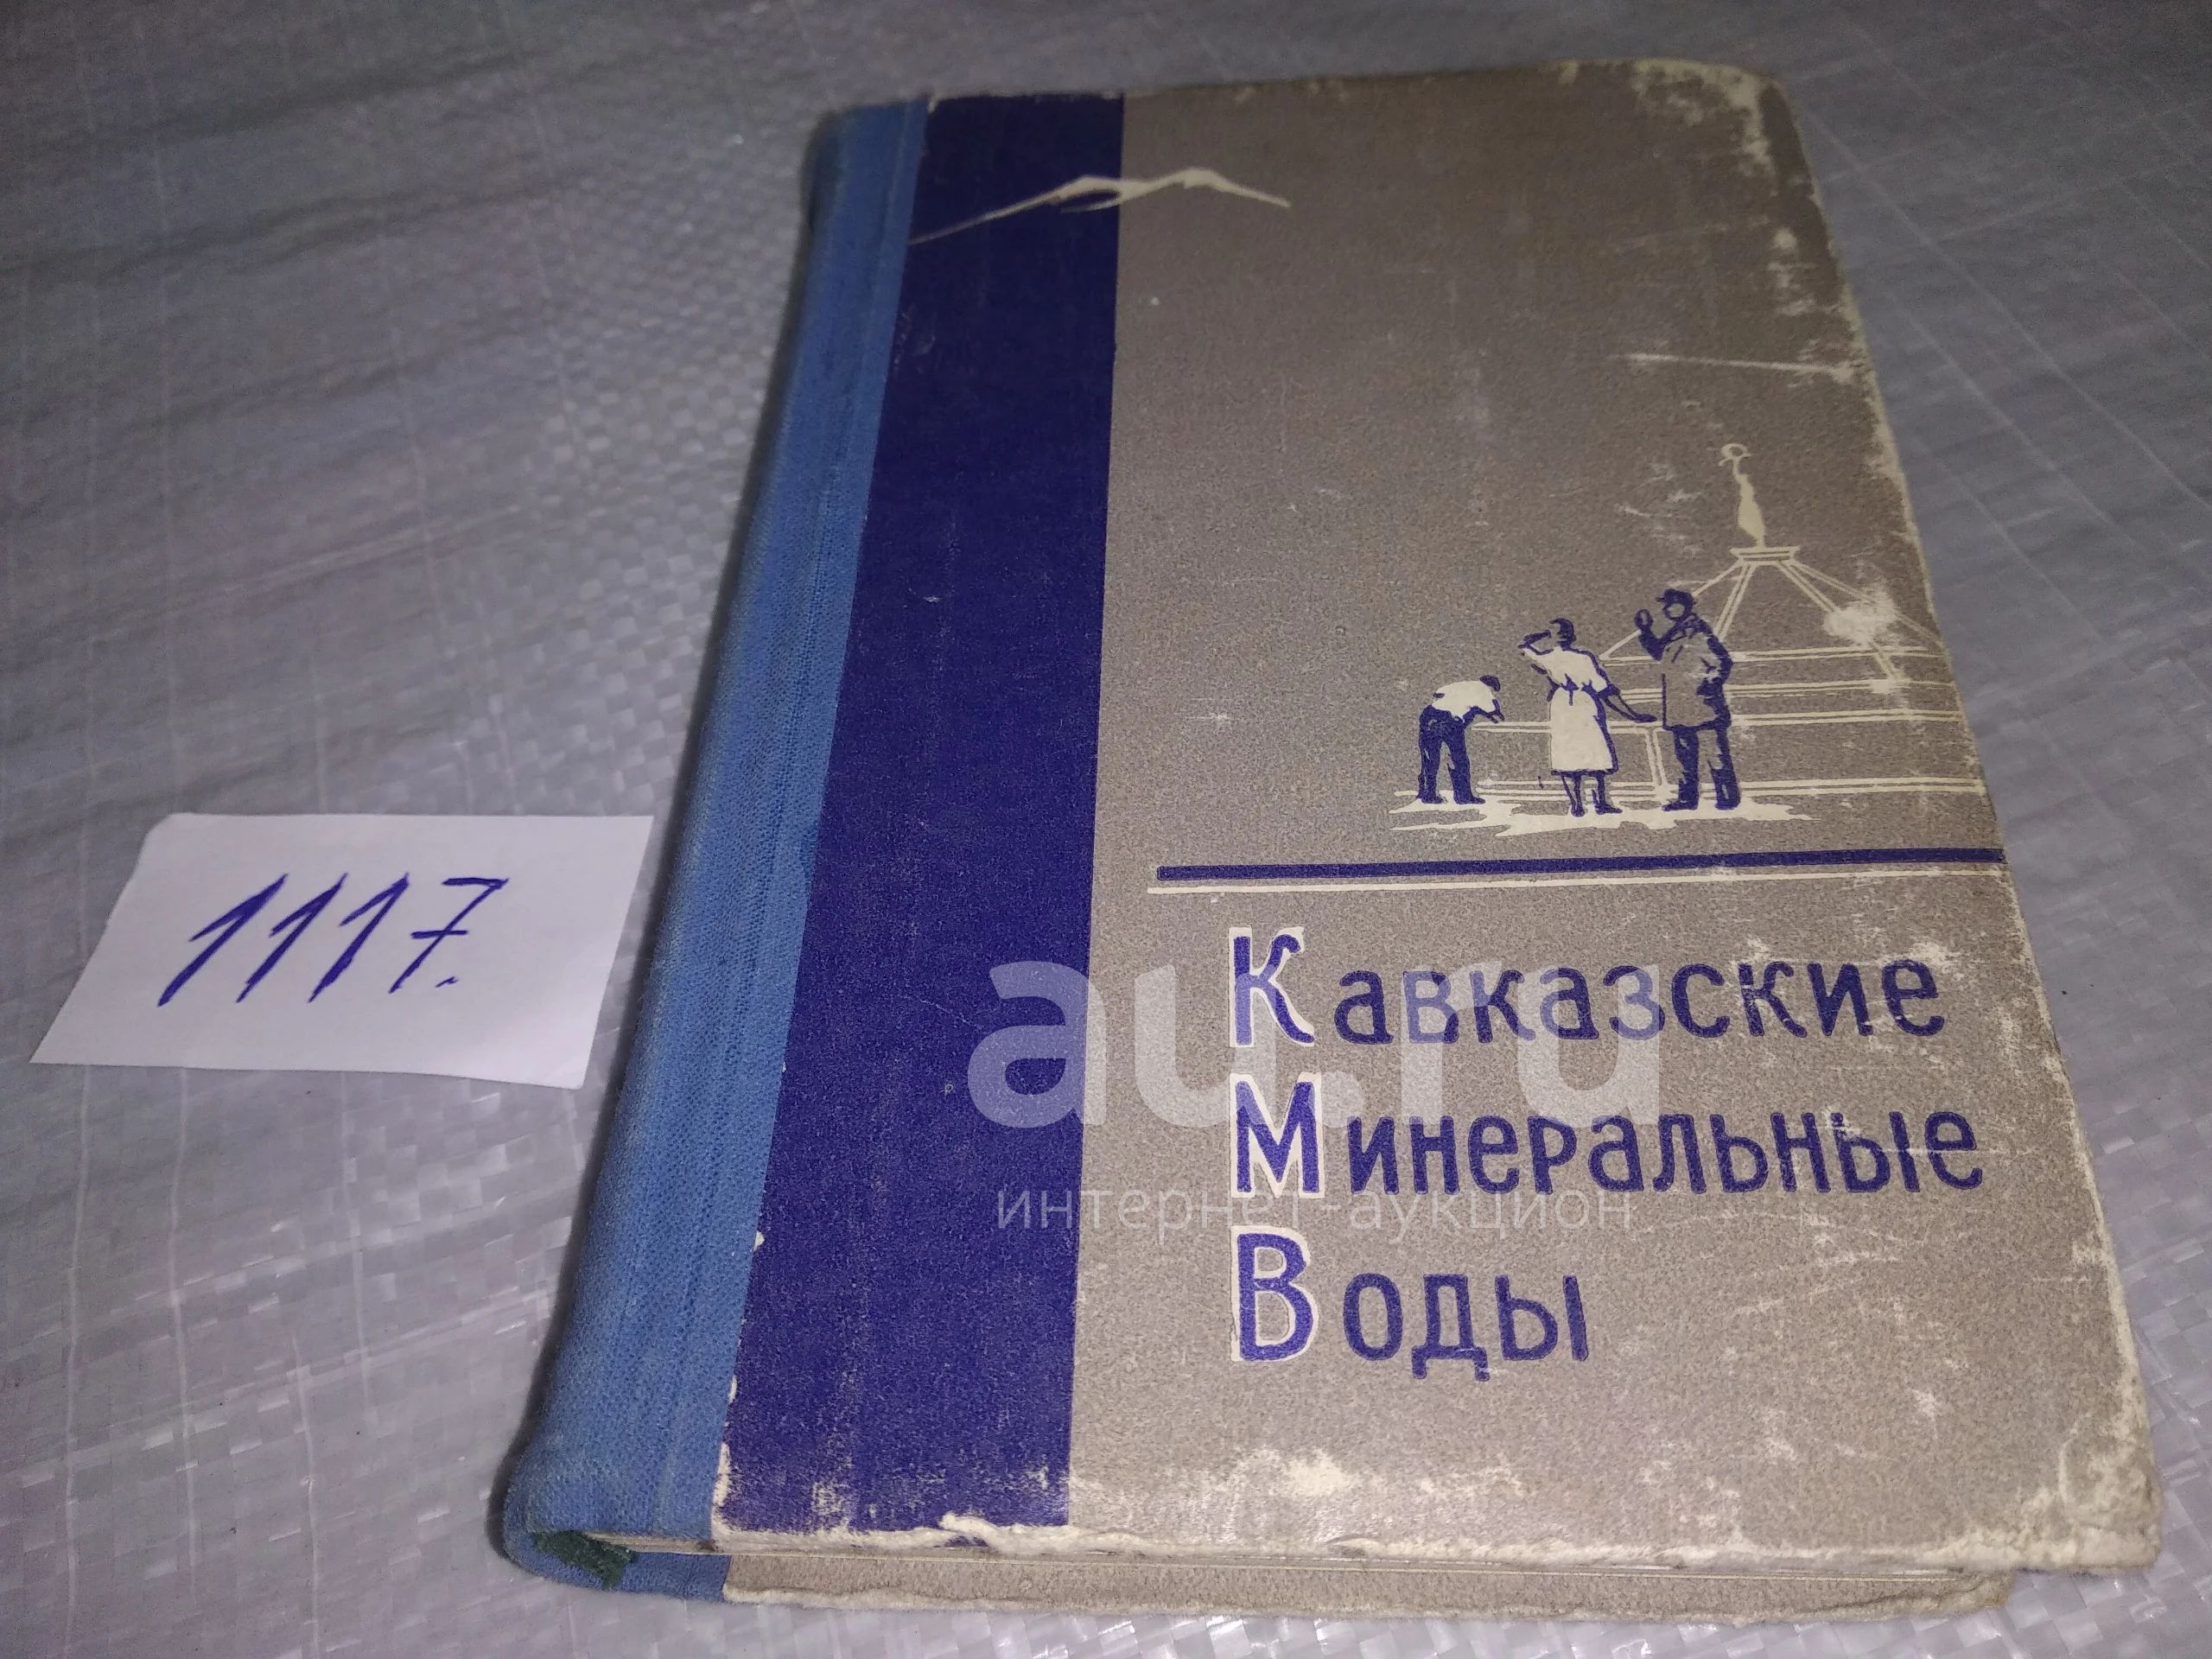 1117.
Кавказские
Минеральные
Воды
au.ru
интернет-аукцион